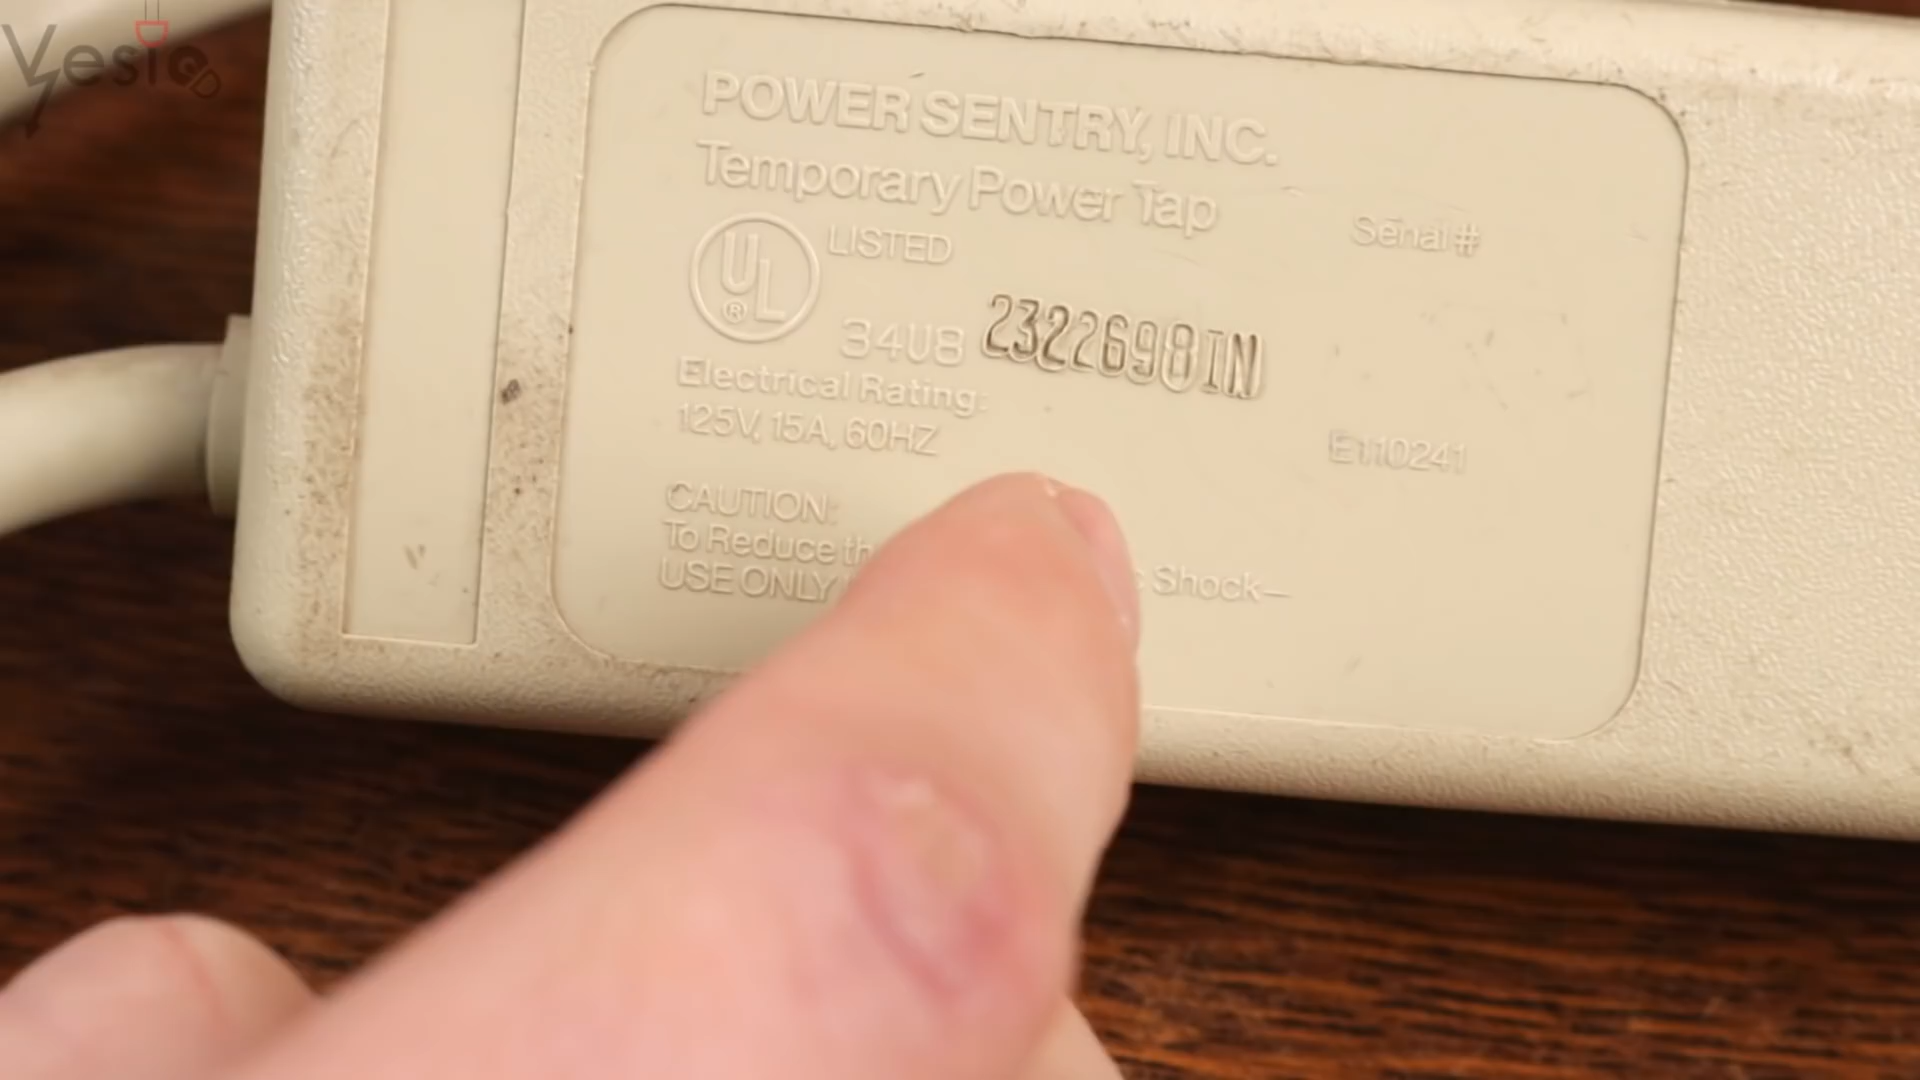 POWER SENTRY, INC.
Temporary Power Tap
UL ® LISTED
Serial #
34U8 2322698IN
Electrical Rating:
125V, 15A, 60HZ
E110241
CAUTION:
To Reduce Shock—
USE ONLY